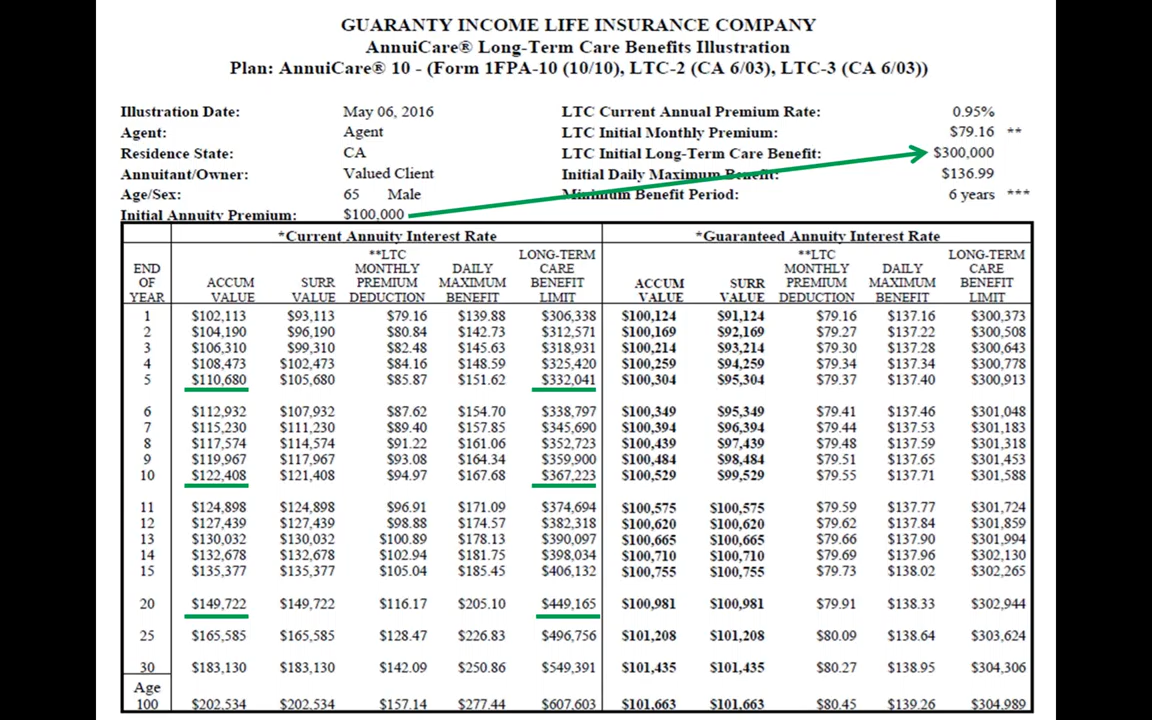 GUARANTY INCOME LIFE INSURANCE COMPANY
AnnuiCare® Long-Term Care Benefits Illustration
Plan: AnnuiCare® 10 - (Form 1FPA-10 (10/10), LTC-2 (CA 6/03), LTC-3 (CA 6/03))
Illustration Date: May 06, 2016 LTC Current Annual Premium Rate: 0.95%
Agent: Agent LTC Initial Monthly Premium: $79.16 **
Residence State: CA LTC Initial Long-Term Care Benefit: $300,000
Annuitant/Owner: Valued Client Initial Daily Maximum Benefit: $136.99
Age/Sex: 65 Male Minimum Benefit Period: 6 years ***
Initial Annuity Premium: $100,000
*Current Annuity Interest Rate *Guaranteed Annuity Interest Rate
**LTC LONG-TERM **LTC LONG-TERM
END MONTHLY DAILY CARE MONTHLY DAILY CARE
OF ACCUM SURR PREMIUM MAXIMUM BENEFIT ACCUM SURR PREMIUM MAXIMUM BENEFIT
YEAR VALUE VALUE DEDUCTION BENEFIT LIMIT VALUE VALUE DEDUCTION BENEFIT LIMIT
1 $102,113 $93,113 $79.16 $139.88 $306,338 $100,124 $91,124 $79.16 $137.16 $300,373
2 $104,190 $96,190 $80.84 $142.73 $312,571 $100,169 $92,169 $79.27 $137.22 $300,508
3 $106,310 $99,310 $82.48 $145.63 $318,931 $100,214 $93,214 $79.30 $137.28 $300,643
4 $108,473 $102,473 $84.16 $148.59 $325,420 $100,259 $94,259 $79.34 $137.34 $300,778
5 $110,680 $105,680 $85.87 $151.62 $332,041 $100,304 $95,304 $79.37 $137.40 $300,913
6 $112,932 $107,932 $87.62 $154.70 $338,797 $100,349 $95,349 $79.41 $137.46 $301,048
7 $115,230 $111,230 $89.40 $157.85 $345,690 $100,394 $96,394 $79.44 $137.53 $301,183
8 $117,574 $114,574 $91.22 $161.06 $352,723 $100,439 $97,439 $79.48 $137.59 $301,318
9 $119,967 $117,967 $93.08 $164.34 $359,900 $100,484 $98,484 $79.51 $137.65 $301,453
10 $122,408 $121,408 $94.97 $167.68 $367,223 $100,529 $99,529 $79.55 $137.71 $301,588
11 $124,898 $124,898 $96.91 $171.09 $374,694 $100,575 $100,575 $79.59 $137.77 $301,724
12 $127,439 $127,439 $98.88 $174.57 $382,318 $100,620 $100,620 $79.62 $137.84 $301,859
13 $130,032 $130,032 $100.89 $178.13 $390,097 $100,665 $100,665 $79.66 $137.90 $301,994
14 $132,678 $132,678 $102.94 $181.75 $398,034 $100,710 $100,710 $79.69 $137.96 $302,130
15 $135,377 $135,377 $105.04 $185.45 $406,132 $100,755 $100,755 $79.73 $138.02 $302,265
20 $149,722 $149,722 $116.17 $205.10 $449,165 $100,981 $100,981 $79.91 $138.33 $302,944
25 $165,585 $165,585 $128.47 $226.83 $496,756 $101,208 $101,208 $80.09 $138.64 $303,624
30 $183,130 $183,130 $142.09 $250.86 $549,391 $101,435 $101,435 $80.27 $138.95 $304,306
Age
100 $202,534 $202,534 $157.14 $277.44 $607,603 $101,663 $101,663 $80.45 $139.26 $304,989